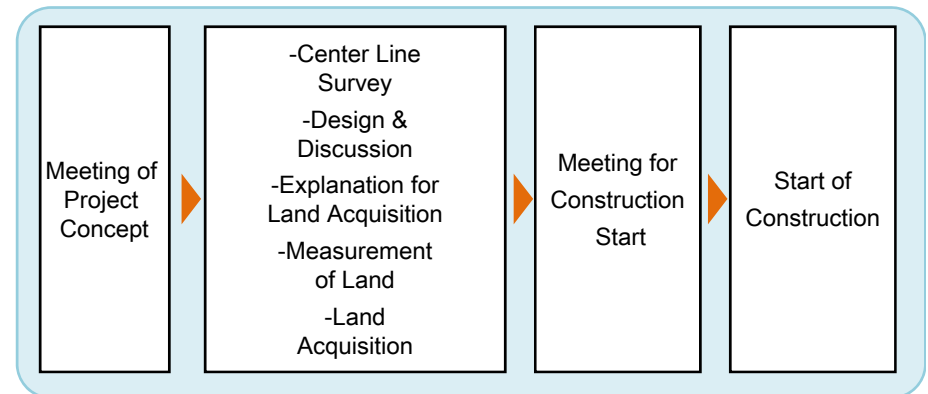 Meeting of
Project
Concept
-Center Line
Survey
-Design &
Discussion
-Explanation for
Land Acquisition
-Measurement
of Land
-Land
Acquisition
Meeting for
Construction
Start
Start of
Construction